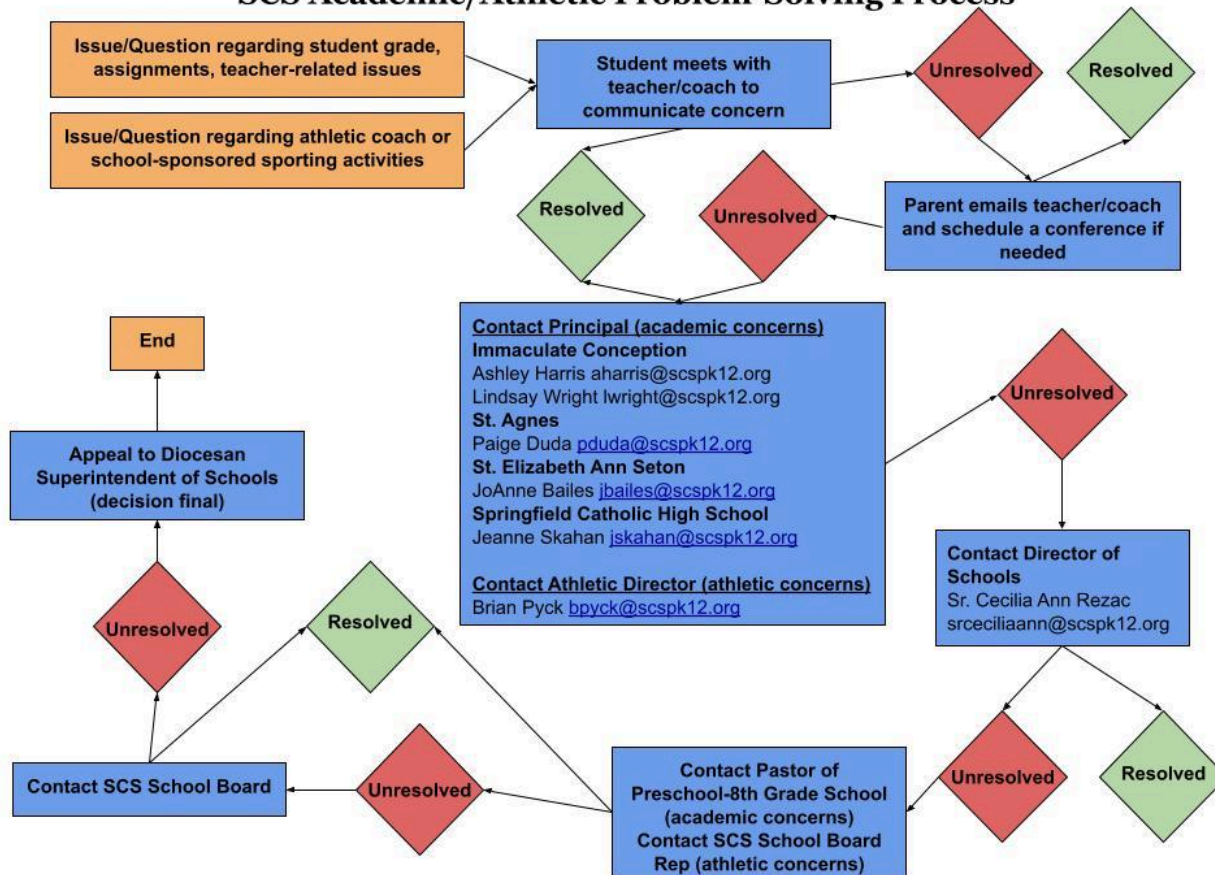 SCS Academic/Athletic Problem-Solving Process
Issue/Question regarding student grade,
assignments, teacher-related issues
Issue/Question regarding athletic coach or
school-sponsored sporting activities
Student meets with
teacher/coach to
communicate concern
Unresolved
Resolved
Parent emails teacher/coach
and schedule a conference if
needed
Resolved
Unresolved
Contact Principal (academic concerns)
Immaculate Conception
Ashley Harris aharris@scspk12.org
Lindsay Wright lwright@scspk12.org
St. Agnes
Paige Duda pduda@scspk12.org
St. Elizabeth Ann Seton
JoAnne Bailes jbailes@scspk12.org
Springfield Catholic High School
Jeanne Skahan jskahan@scspk12.org
Contact Athletic Director (athletic concerns)
Brian Pyck bpyck@scspk12.org
Unresolved
Contact Director of
Schools
Sr. Cecilia Ann Rezac
srceciliaann@scspk12.org
Unresolved
Resolved
Contact Pastor of
Preschool-8th Grade School
(academic concerns)
Contact SCS School Board
Rep (athletic concerns)
Unresolved
Resolved
Contact SCS School Board
Unresolved
Appeal to Diocesan
Superintendent of Schools
(decision final)
End